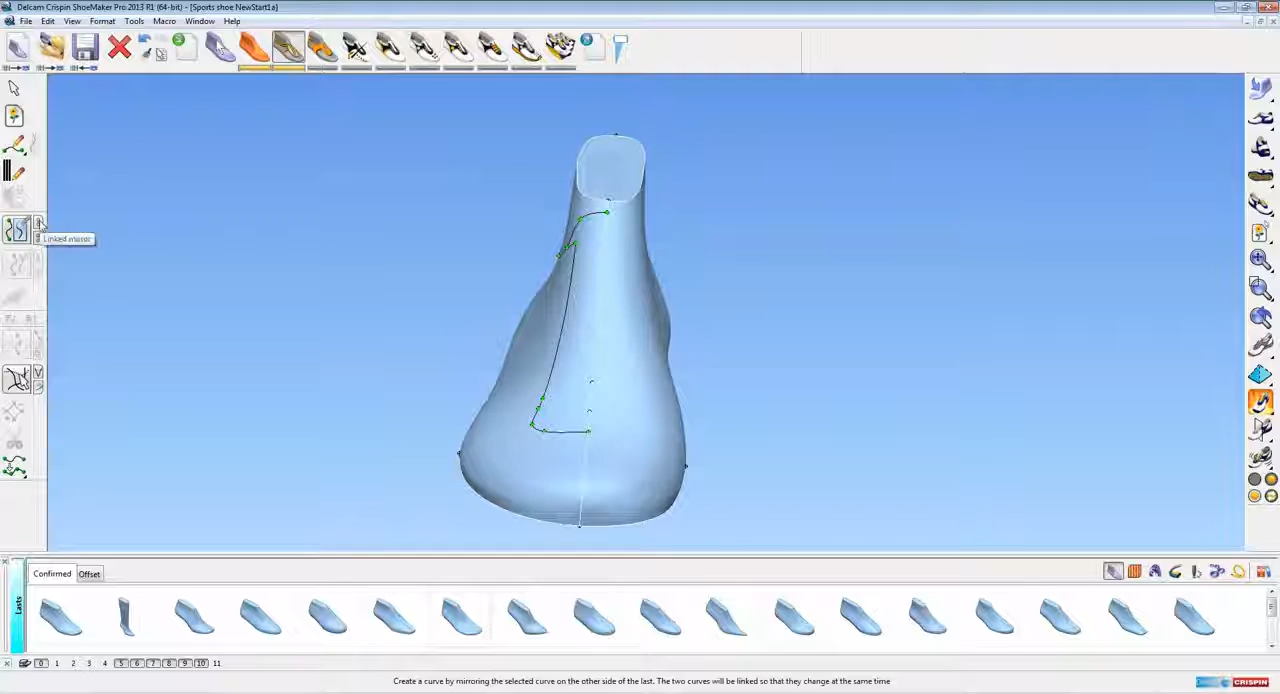 Delcam Crispin ShoeMaker Pro 2013 R1 (64-bit) - [Sports shoe NewStart1a]
File Edit View Format Tools Macro Window Help
Linked mirror
Confirmed Offset
Lasts
0 1 2 3 4 5 6 7 8 9 10 11
Create a curve by mirroring the selected curve on the other side of the last. The two curves will be linked so that they change at the same time
CRISPIN